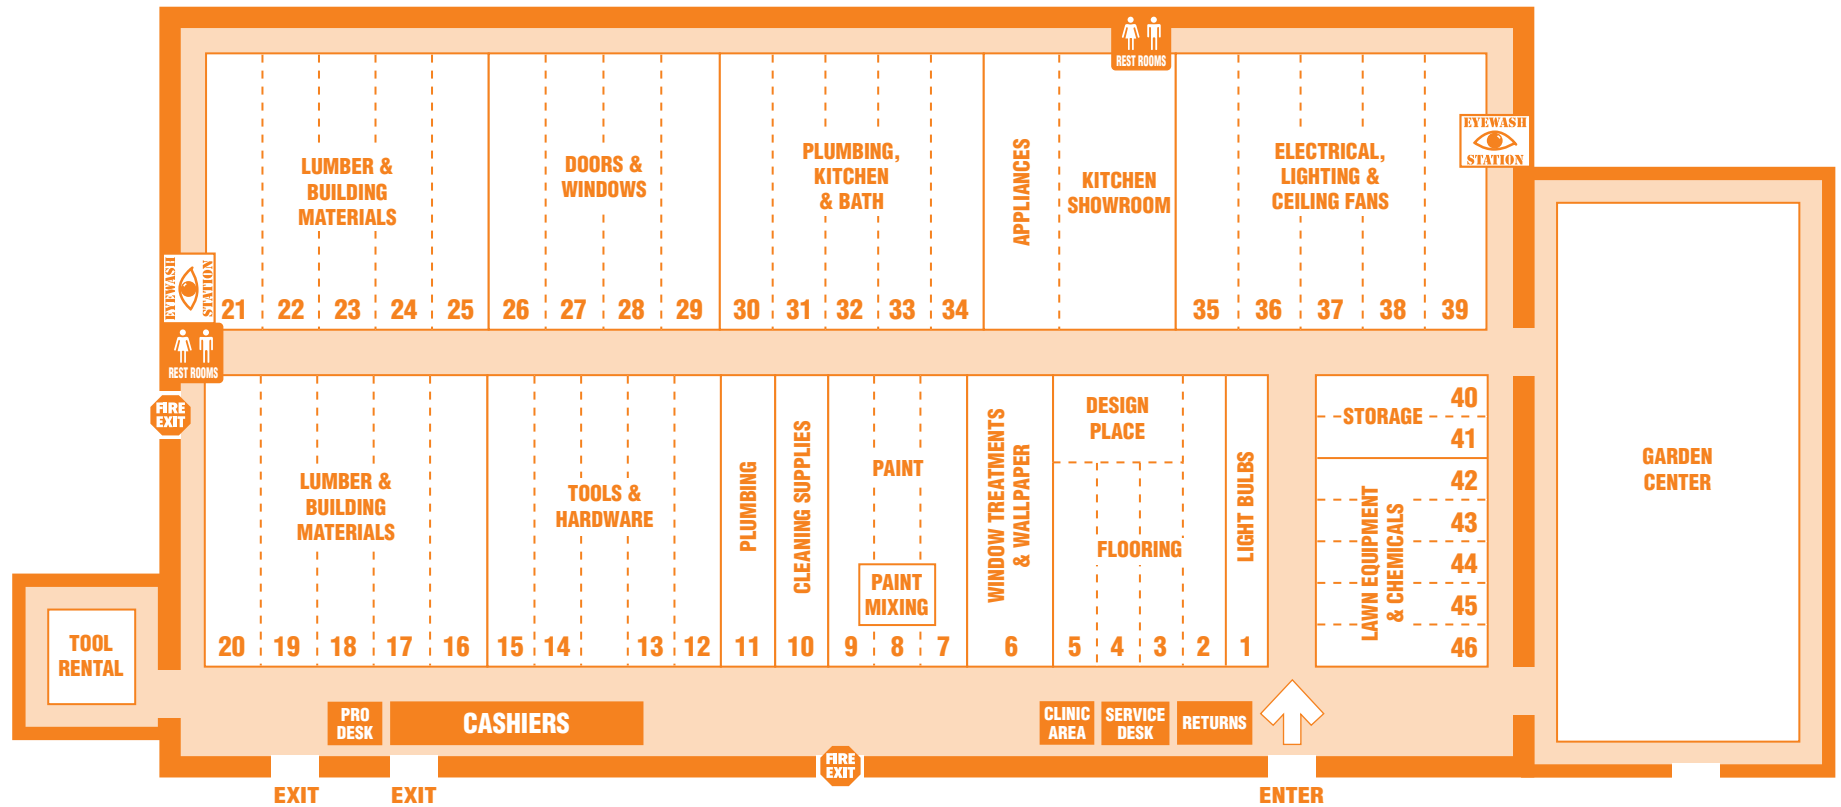 REST ROOMS
EYEWASH
STATION
LUMBER &
BUILDING
MATERIALS
DOORS &
WINDOWS
PLUMBING,
KITCHEN
& BATH
APPLIANCES
KITCHEN
SHOWROOM
ELECTRICAL,
LIGHTING &
CEILING FANS
EYEWASH
STATION
21 22 23 24 25 26 27 28 29 30 31 32 33 34 35 36 37 38 39
REST ROOMS
FIRE
EXIT
LUMBER &
BUILDING
MATERIALS
TOOLS &
HARDWARE
PLUMBING
CLEANING SUPPLIES
PAINT
PAINT
MIXING
WINDOW TREATMENTS
& WALLPAPER
DESIGN
PLACE
FLOORING
LIGHT BULBS
40
STORAGE
41
42
43
44
45
46
LAWN EQUIPMENT
& CHEMICALS
GARDEN
CENTER
20 19 18 17 16 15 14 13 12 11 10 9 8 7 6 5 4 3 2 1
TOOL
RENTAL
PRO
DESK
CASHIERS
CLINIC
AREA
SERVICE
DESK
RETURNS
FIRE
EXIT
EXIT
EXIT
ENTER